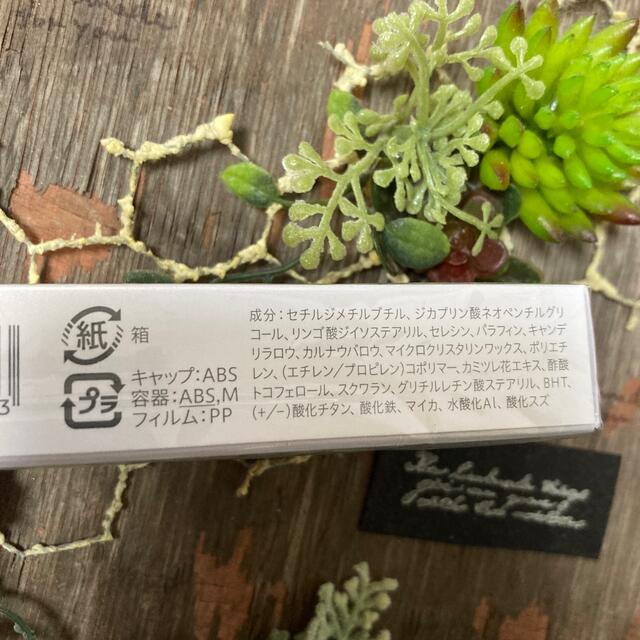 紙
箱
プラ
キャップ:ABS
容器:ABS,M
フィルム:PP
成分:セチルジメチルブチル、ジカプリン酸ネオペンチルグリ
コール、リンゴ酸ジイソステアリル、セレシン、パラフィン、キャンデ
リラロウ、カルナウバロウ、マイクロクリスタリンワックス、ポリエチ
レン、(エチレン/プロピレン)コポリマー、カミツレ花エキス、酢酸
トコフェロール、スクワラン、グリチルレチン酸ステアリル、BHT、
(+/−)酸化チタン、酸化鉄、マイカ、水酸化Al、酸化スズ
3